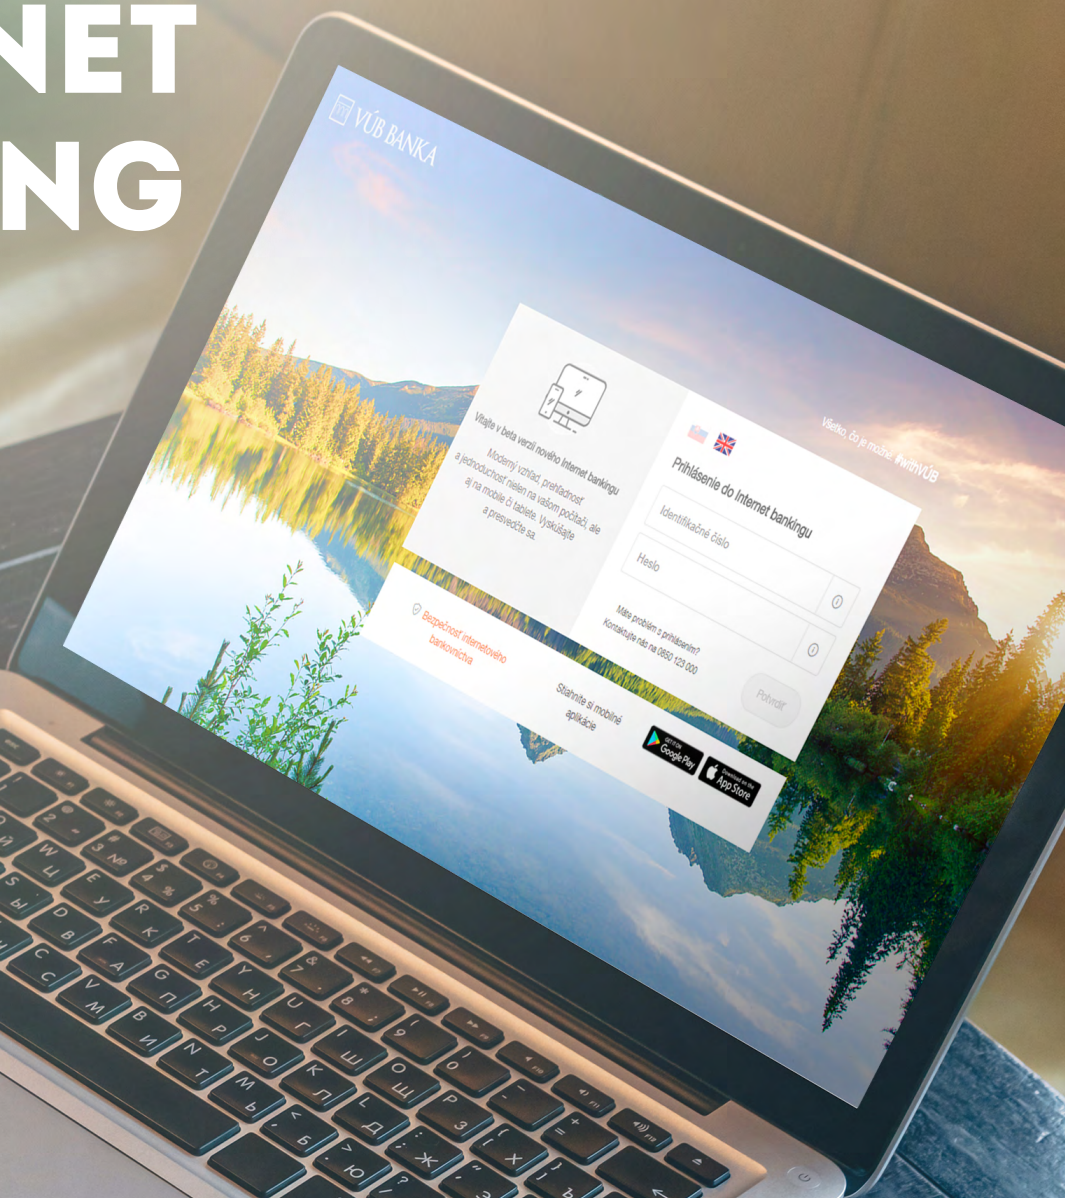 NET
NG
VÚB BANKA
Všetko, čo je možné. #withVÚB
Vitajte v beta verzii nového Internet bankingu
Moderný vzhľad, prehľadnosť
a jednoduchosť nielen na vašom počítači, ale
aj na mobile či tablete. Vyskúšajte
a presvedčte sa.
Prihlásenie do Internet bankingu
Identifikačné číslo
Heslo
Máte problém s prihlásením?
Kontaktujte nás na 0850 123 000
Potvrdiť
Bezpečnosť internetového
bankovníctva
Stiahnite si mobilné
aplikácie
GET IT ON
Google Play
Download on the
App Store